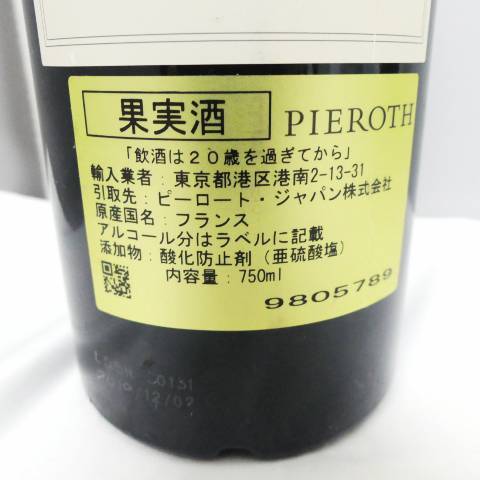 果実酒 PIEROTH
「飲酒は20歳を過ぎてから」
輸入業者：東京都港区港南2-13-31
引取先：ピーロート・ジャパン株式会社
原産国名：フランス
アルコール分はラベルに記載
添加物：酸化防止剤（亜硫酸塩）
内容量：750ml
9805789